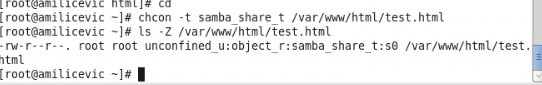 [root@amilicevic html]# cd
[root@amilicevic ~]# chcon -t samba_share_t /var/www/html/test.html
[root@amilicevic ~]# ls -Z /var/www/html/test.html
-rw-r--r--. root root unconfined_u:object_r:samba_share_t:s0 /var/www/html/test.
html
[root@amilicevic ~]#